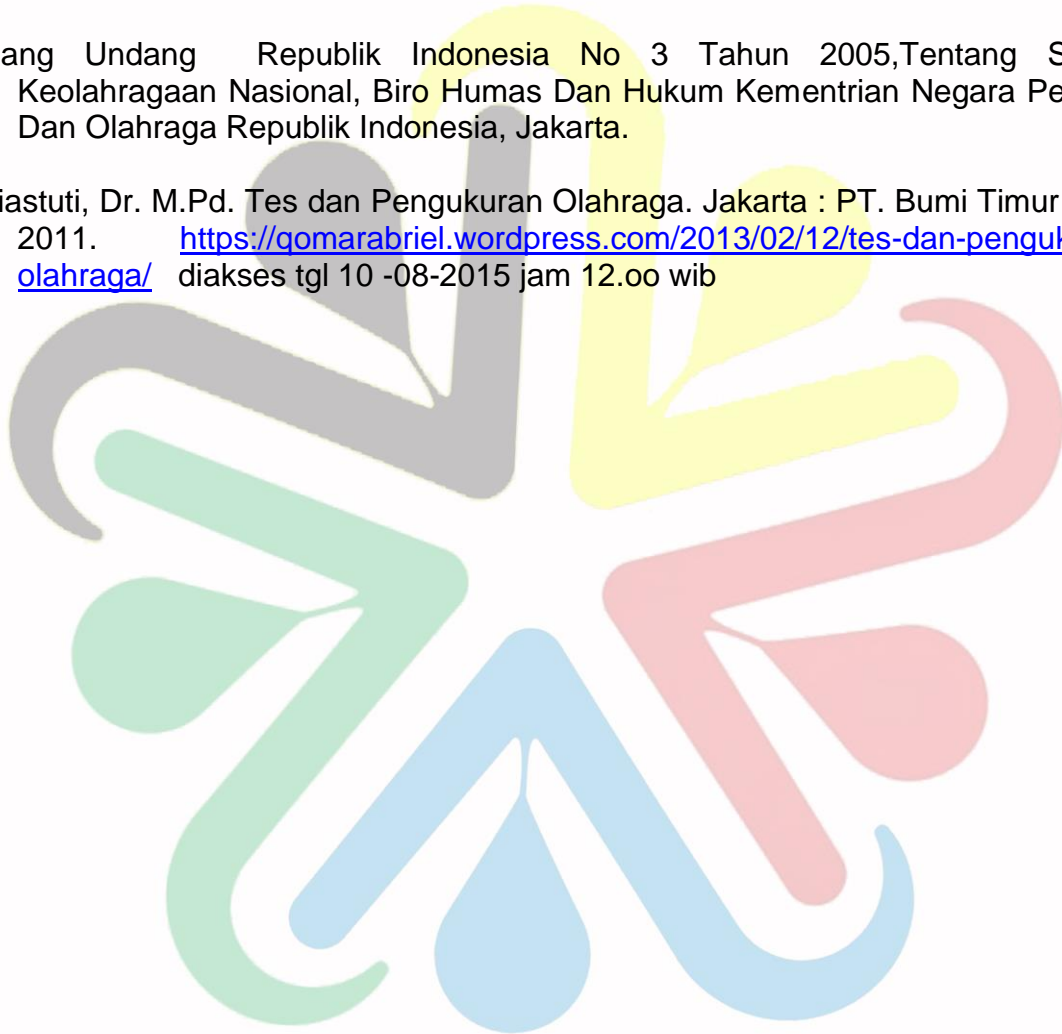 ang Undang Republik Indonesia No 3 Tahun 2005,Tentang S
Keolahragaan Nasional, Biro Humas Dan Hukum Kementrian Negara Pe
Dan Olahraga Republik Indonesia, Jakarta.
iastuti, Dr. M.Pd. Tes dan Pengukuran Olahraga. Jakarta : PT. Bumi Timur
2011. https://qomarabriel.wordpress.com/2013/02/12/tes-dan-penguk
olahraga/ diakses tgl 10 -08-2015 jam 12.oo wib